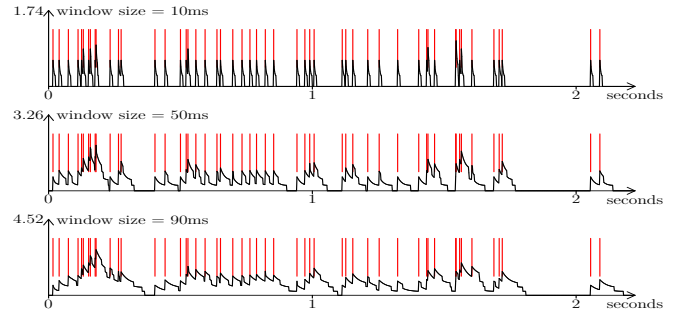 1.74 window size = 10ms
0 1 2 seconds
3.26 window size = 50ms
0 1 2 seconds
4.52 window size = 90ms
0 1 2 seconds